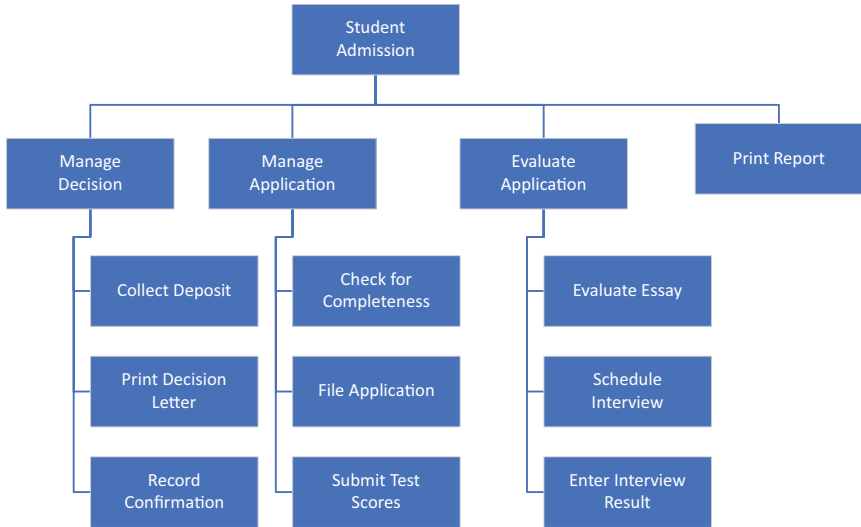 Student
Admission
Manage
Decision
Manage
Application
Evaluate
Application
Print Report
Collect Deposit
Check for
Completeness
Evaluate Essay
Print Decision
Letter
File Application
Schedule
Interview
Record
Confirmation
Submit Test
Scores
Enter Interview
Result